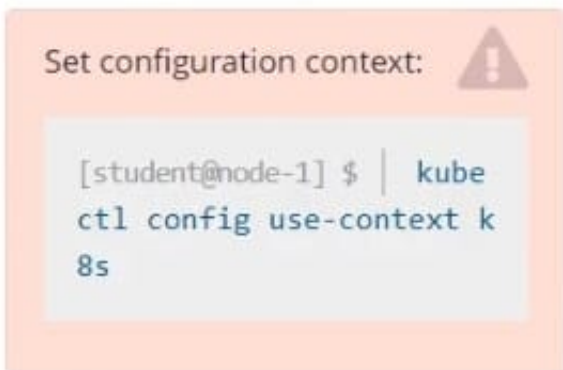 Set configuration context:
[student@node-1] $ | kube
ctl config use-context k
8s